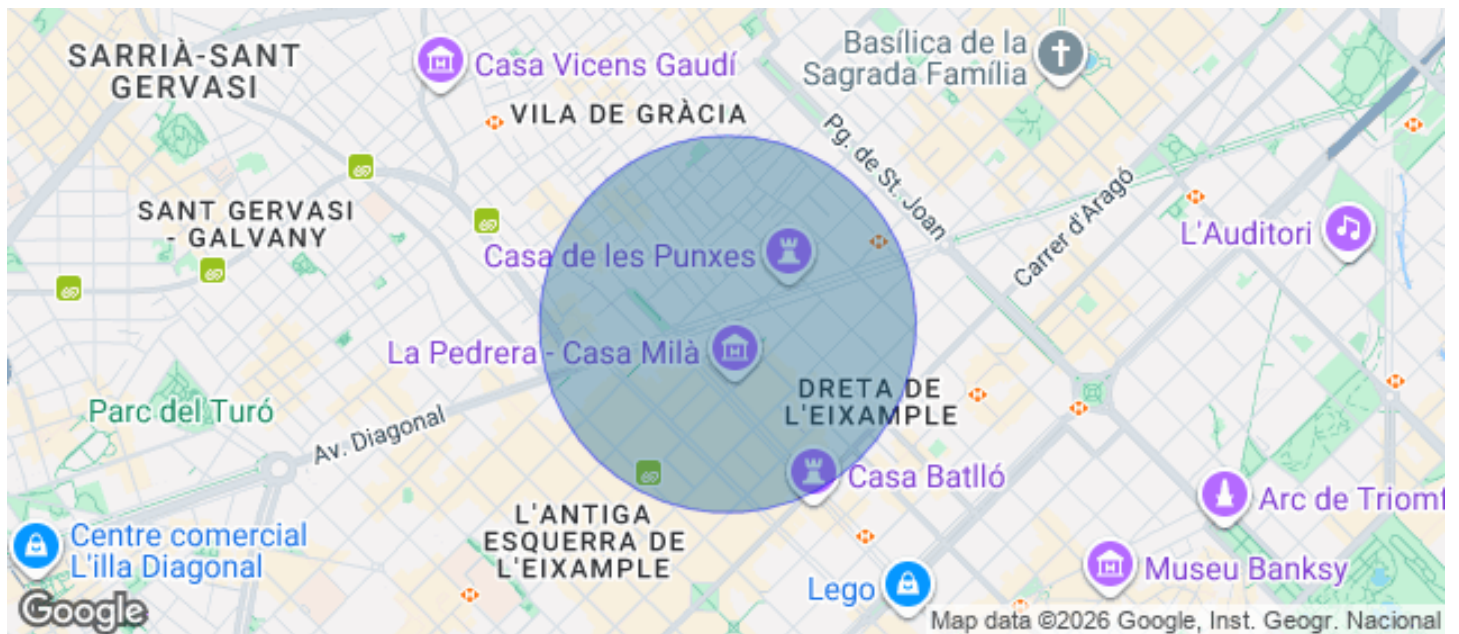 SARRIÀ-SANT
GERVASI
Casa Vicens Gaudí
Basílica de la
Sagrada Família
VILA DE GRÀCIA
Pg. de St. Joan
Carrer d'Aragó
SANT GERVASI
- GALVANY
L'Auditori
Casa de les Punxes
La Pedrera - Casa Milà
DRETA DE
L'EIXAMPLE
Parc del Turó
Av. Diagonal
Casa Batlló
Arc de Triomf
L'ANTIGA
ESQUERRA DE
L'EIXAMPLE
Centre comercial
L'illa Diagonal
Museu Banksy
Lego
Google
Map data ©2026 Google, Inst. Geogr. Nacional